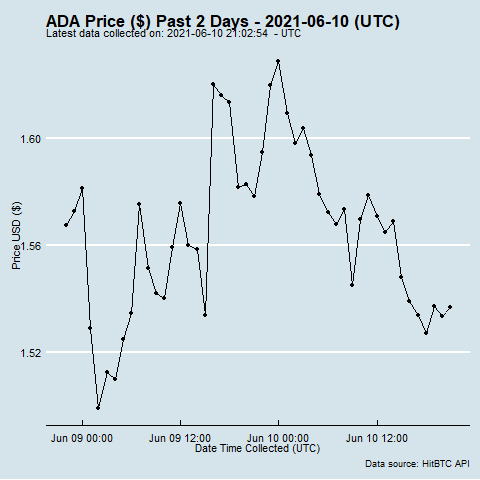 ADA Price ($) Past 2 Days - 2021-06-10 (UTC)
Latest data collected on: 2021-06-10 21:02:54  - UTC
1.60
1.56
1.52
Price USD ($)
Jun 09 00:00
Jun 09 12:00
Jun 10 00:00
Jun 10 12:00
Date Time Collected (UTC)
Data source: HitBTC API